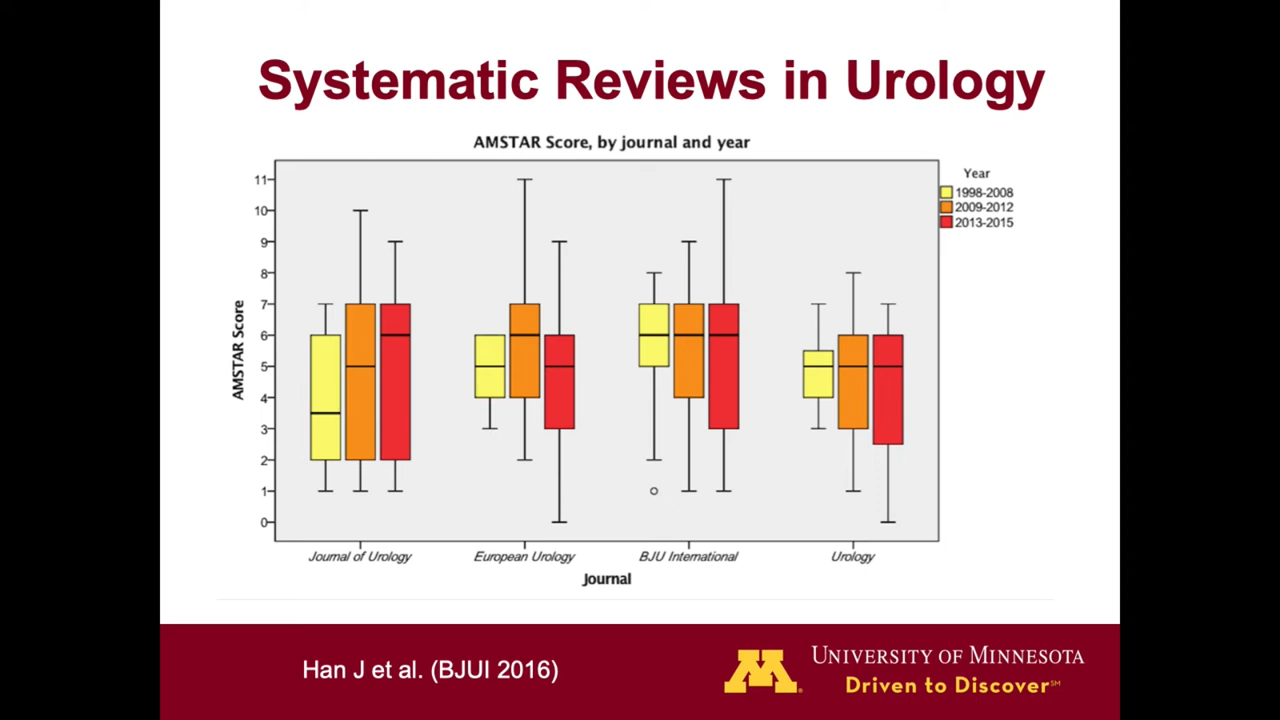 Systematic Reviews in Urology
AMSTAR Score, by journal and year
Year
1998-2008
2009-2012
2013-2015
AMSTAR Score
11
10
9
8
7
6
5
4
3
2
1
0
Journal of Urology
European Urology
BJU International
Urology
Journal
Han J et al. (BJUI 2016)
M
UNIVERSITY OF MINNESOTA
Driven to Discover℠